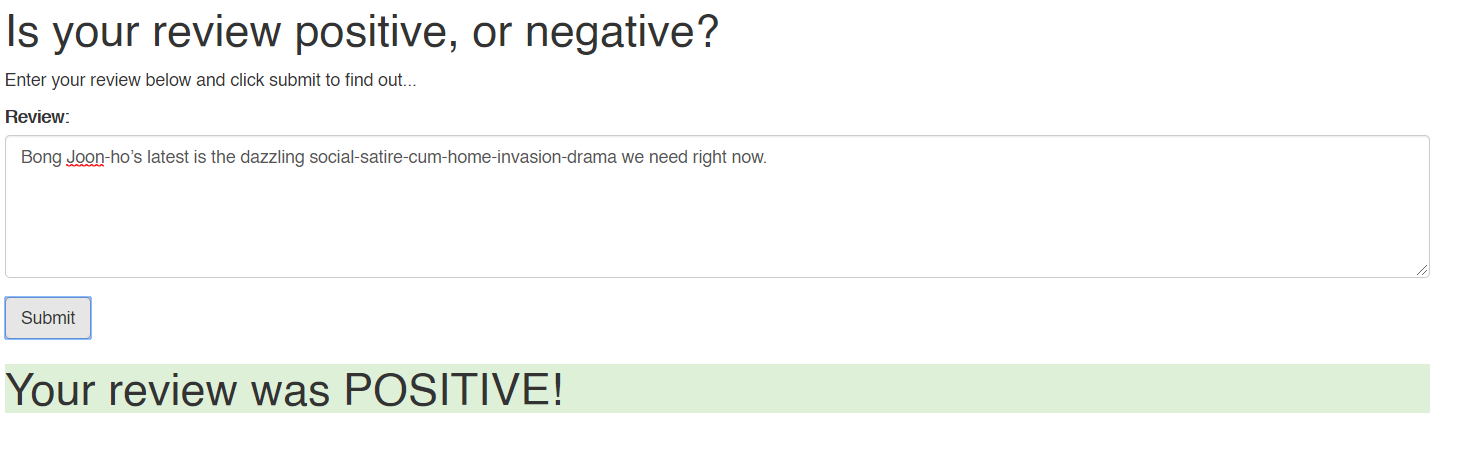 Is your review positive, or negative?
Enter your review below and click submit to find out...
Review:
Bong Joon-ho’s latest is the dazzling social-satire-cum-home-invasion-drama we need right now.
Submit
Your review was POSITIVE!